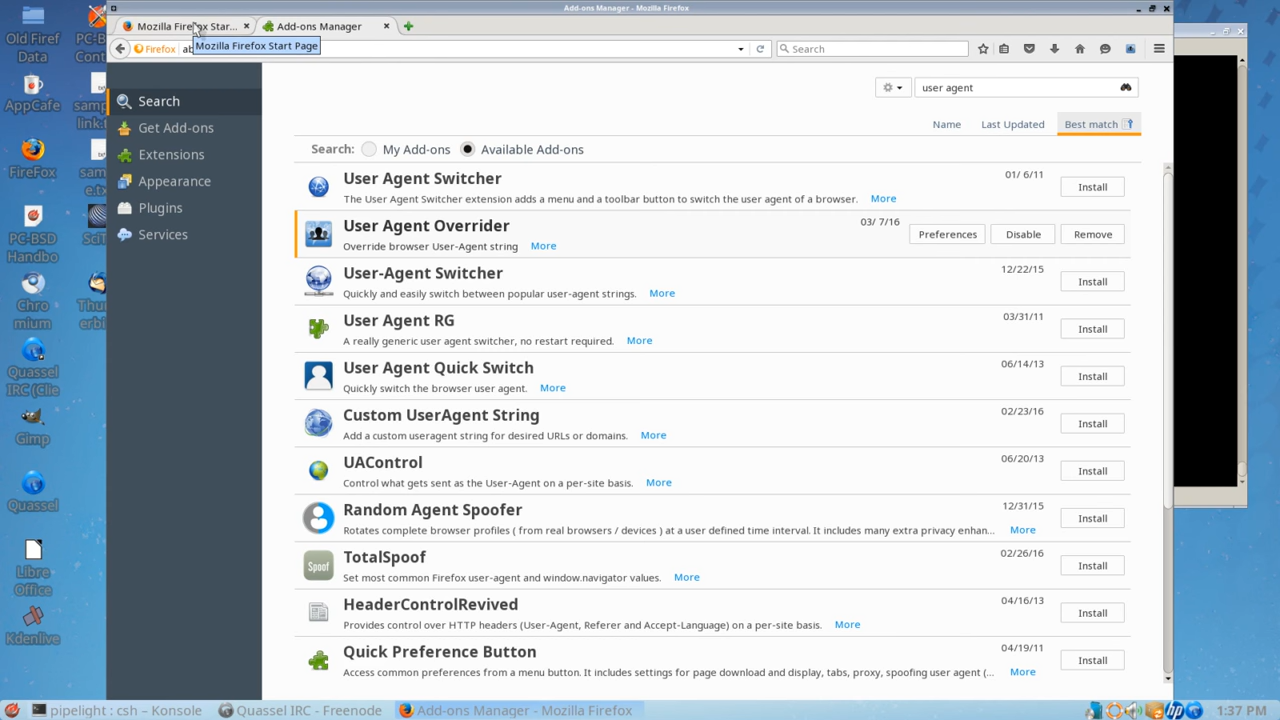 Add-ons Manager - Mozilla Firefox
Mozilla Firefox Star...
Add-ons Manager
Firefox
Mozilla Firefox Start Page
Search
user agent
Search
Get Add-ons
Extensions
Appearance
Plugins
Services
Name
Last Updated
Best match
Search:
My Add-ons
Available Add-ons
User Agent Switcher
01/ 6/11
The User Agent Switcher extension adds a menu and a toolbar button to switch the user agent of a browser.
More
Install
User Agent Overrider
03/ 7/16
Override browser User-Agent string
More
Preferences
Disable
Remove
User-Agent Switcher
12/22/15
Quickly and easily switch between popular user-agent strings.
More
Install
User Agent RG
03/31/11
A really generic user agent switcher, no restart required.
More
Install
User Agent Quick Switch
06/14/13
Quickly switch the browser user agent.
More
Install
Custom UserAgent String
02/23/16
Add a custom useragent string for desired URLs or domains.
More
Install
UAControl
06/20/13
Control what gets sent as the User-Agent on a per-site basis.
More
Install
Random Agent Spoofer
12/31/15
Rotates complete browser profiles ( from real browsers / devices ) at a user defined time interval. It includes many extra privacy enhan...
More
Install
Spoof
TotalSpoof
02/26/16
Set most common Firefox user-agent and window.navigator values.
More
Install
HeaderControlRevived
04/16/13
Provides control over HTTP headers (User-Agent, Referer and Accept-Language) on a per-site basis.
More
Install
Quick Preference Button
04/19/11
Access common preferences from a menu button. It includes settings for page download and display, tabs, proxy, spoofing user agent (...
More
Install
Old Firef
Data
AppCafe
FireFox
PC-BSD
Handbo
Chro
mium
Quassel
IRC (Clie
Gimp
Quassel
Libre
Office
Kdenlive
PC-B
Cont
samp
link.t
samp
e.tx
SciT
Thun
erbi
pipelight : csh – Konsole
Quassel IRC - Freenode
Add-ons Manager - Mozilla Firefox
hp
1:37 PM